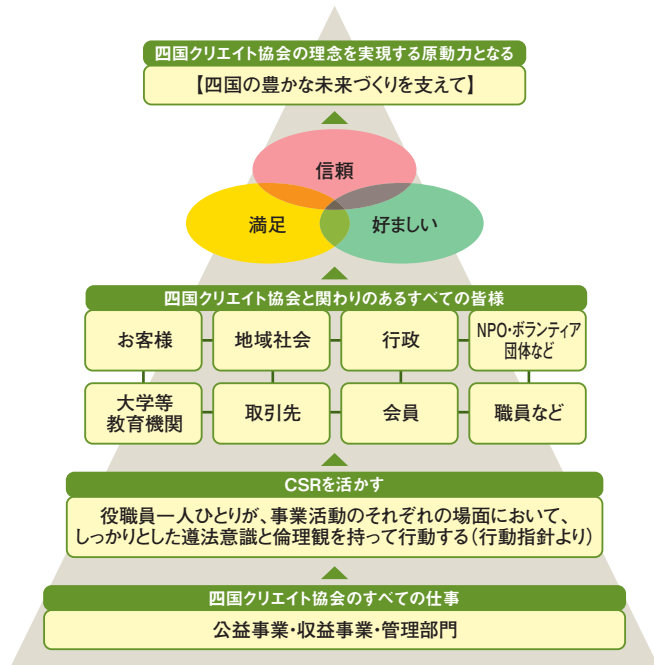 四国クリエイト協会の理念を実現する原動力となる
【四国の豊かな未来づくりを支えて】
信頼
満足
好ましい
四国クリエイト協会と関わりのあるすべての皆様
お客様
地域社会
行政
NPO・ボランティア
団体など
大学等
教育機関
取引先
会員
職員など
CSRを活かす
役職員一人ひとりが、事業活動のそれぞれの場面において、
しっかりとした遵法意識と倫理観を持って行動する(行動指針より)
四国クリエイト協会のすべての仕事
公益事業・収益事業・管理部門